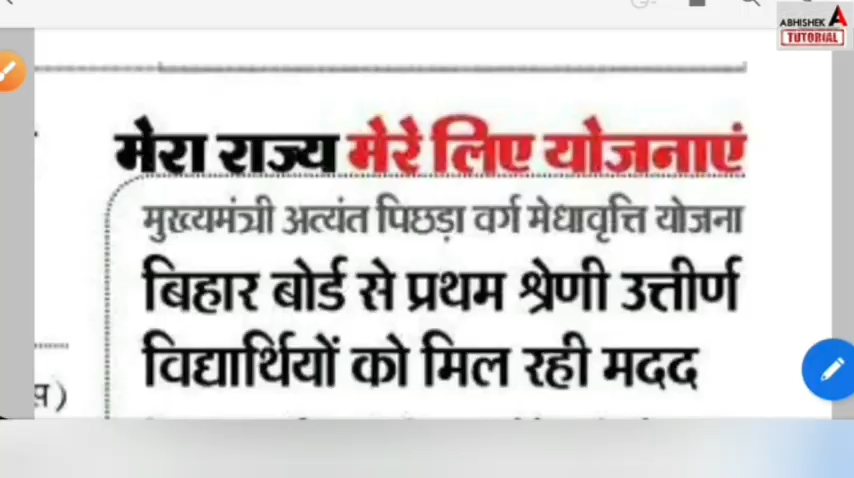 ABHISHEK A
TUTORIAL
मेरा राज्य मेरे लिए योजनाएं
मुख्यमंत्री अत्यंत पिछड़ा वर्ग मेधावृत्ति योजना
बिहार बोर्ड से प्रथम श्रेणी उत्तीर्ण
विद्यार्थियों को मिल रही मदद
स)